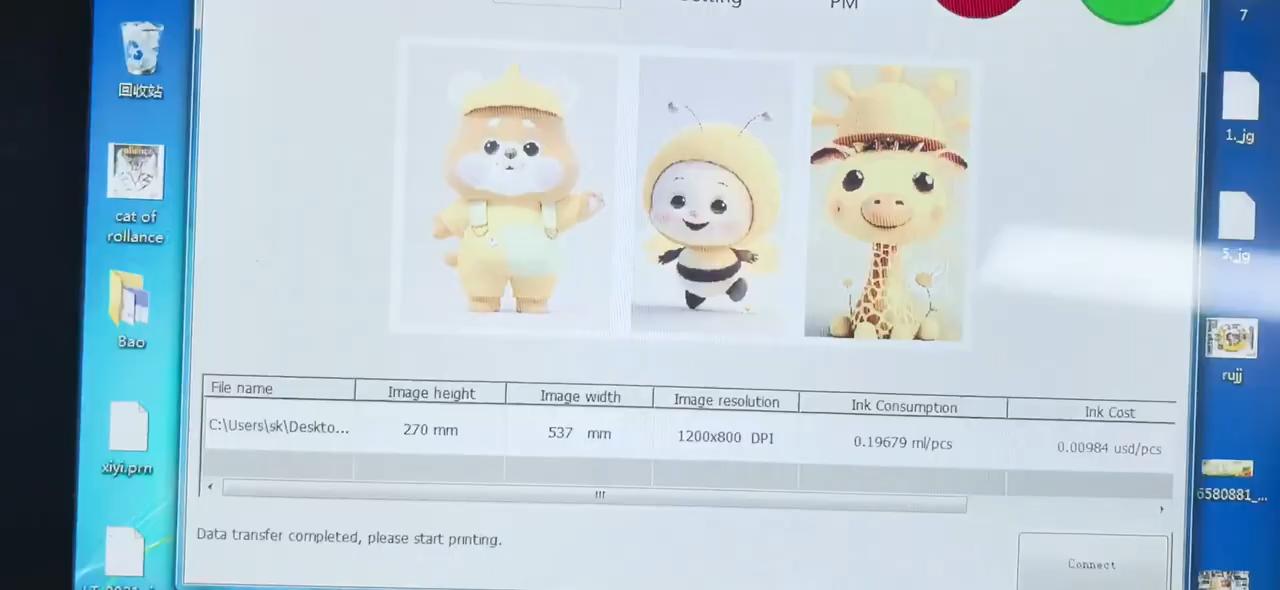 PM
7
回收站
1._jg
cat of
rollance
5._jg
Bao
rujj
File name
Image height
Image width
Image resolution
Ink Consumption
Ink Cost
C:\Users\sk\Deskto...
270 mm
537 mm
1200x800 DPI
0.19679 ml/pcs
0.00984 usd/pcs
xiyi.prn
6580881_...
Data transfer completed, please start printing.
Connect